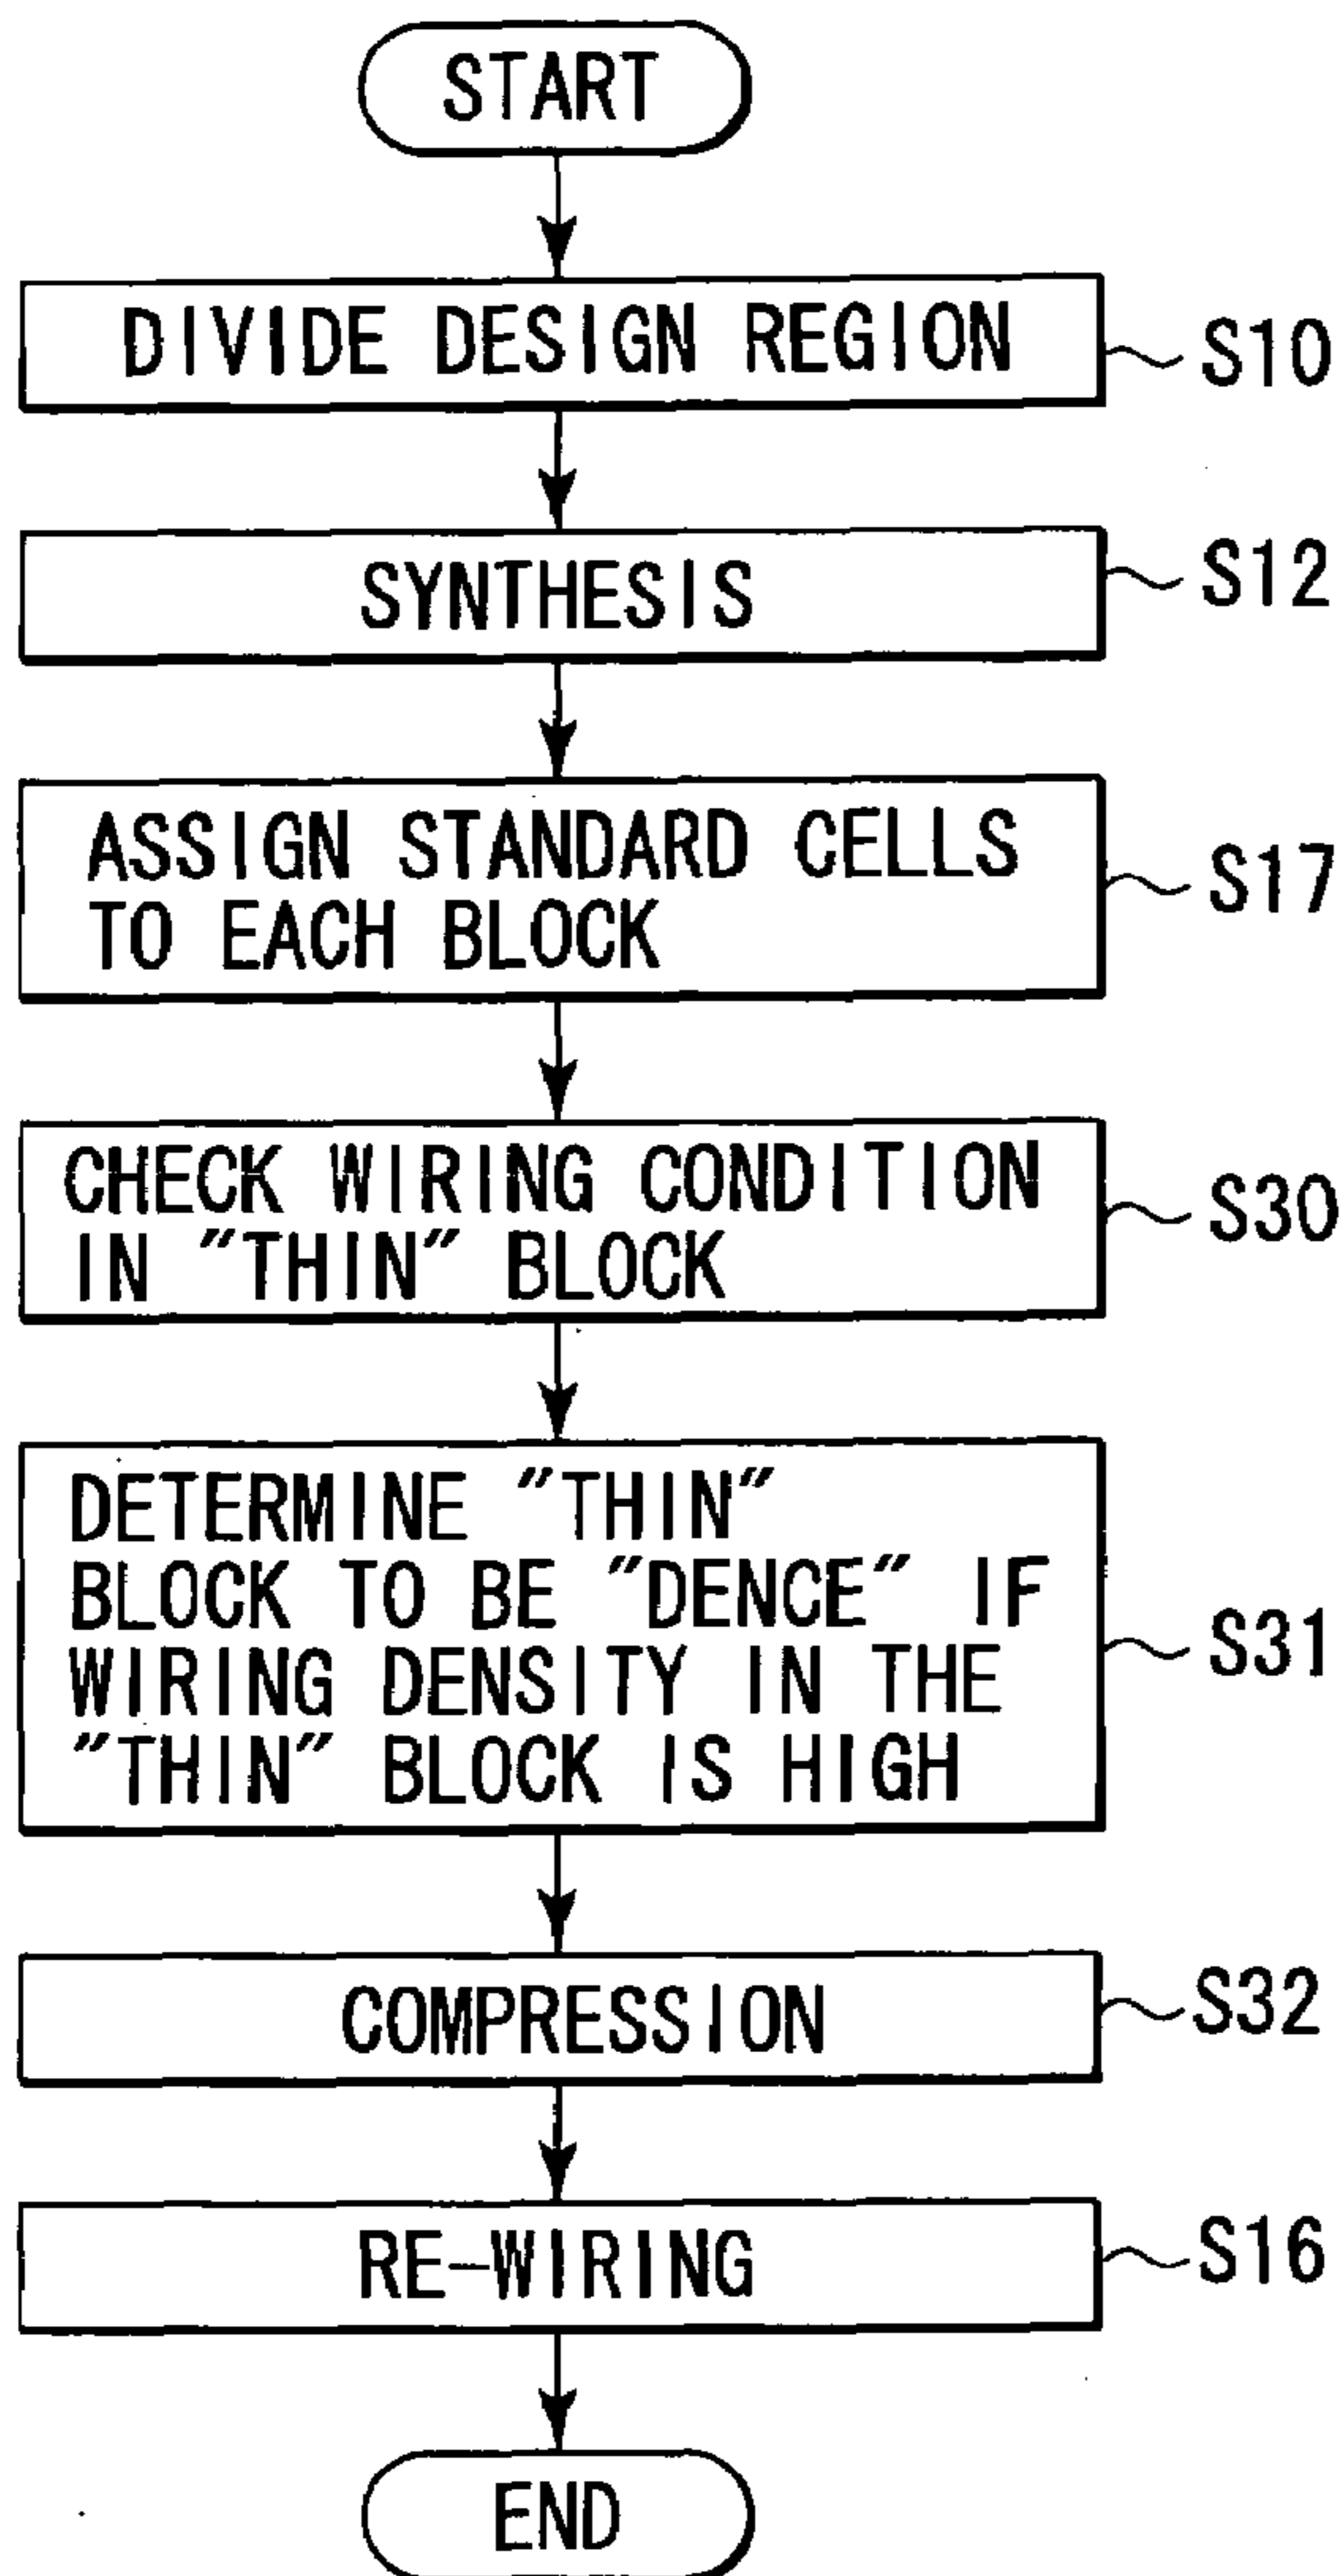 START
DIVIDE DESIGN REGION
S10
SYNTHESIS
S12
ASSIGN STANDARD CELLS
TO EACH BLOCK
S17
CHECK WIRING CONDITION
IN "THIN" BLOCK
S30
DETERMINE "THIN"
BLOCK TO BE "DENCE" IF
WIRING DENSITY IN THE
"THIN" BLOCK IS HIGH
S31
COMPRESSION
S32
RE-WIRING
S16
END